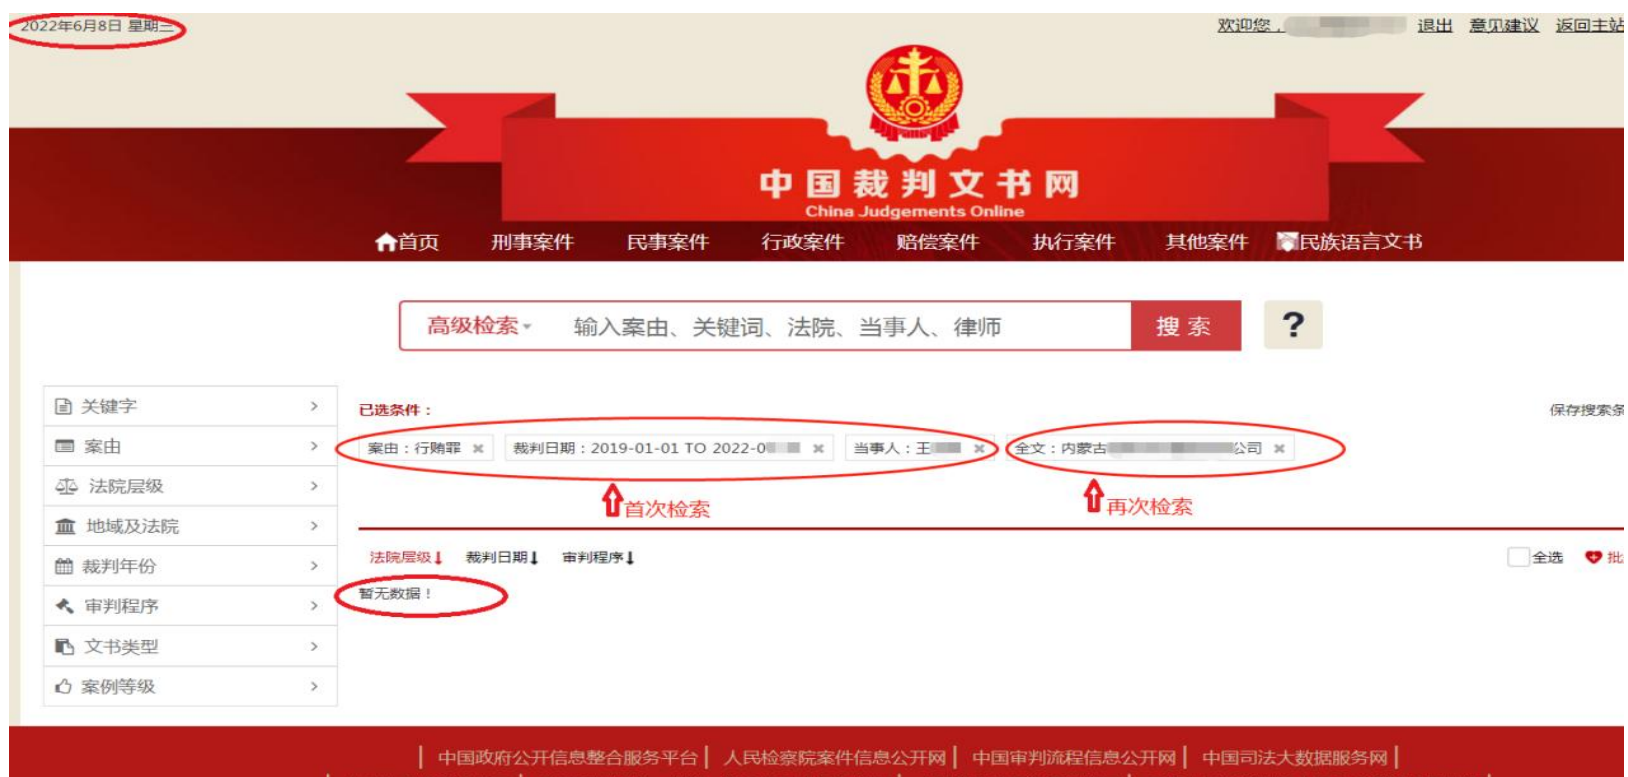 2022年6月8日 星期三
欢迎您， 退出 意见建议 返回主站
中国裁判文书网
China Judgements Online
首页 刑事案件 民事案件 行政案件 赔偿案件 执行案件 其他案件 民族语言文书
高级检索 输入案由、关键词、法院、当事人、律师 搜索 ?
关键字
案由
法院层级
地域及法院
裁判年份
审判程序
文书类型
案例等级
已选条件：
保存搜索条
案由：行贿罪 裁判日期：2019-01-01 TO 2022-0 当事人：王 全文：内蒙古 公司
首次检索 再次检索
法院层级 裁判日期 审判程序 全选 批
暂无数据！
中国政府公开信息整合服务平台 | 人民检察院案件信息公开网 | 中国审判流程信息公开网 | 中国司法大数据服务网